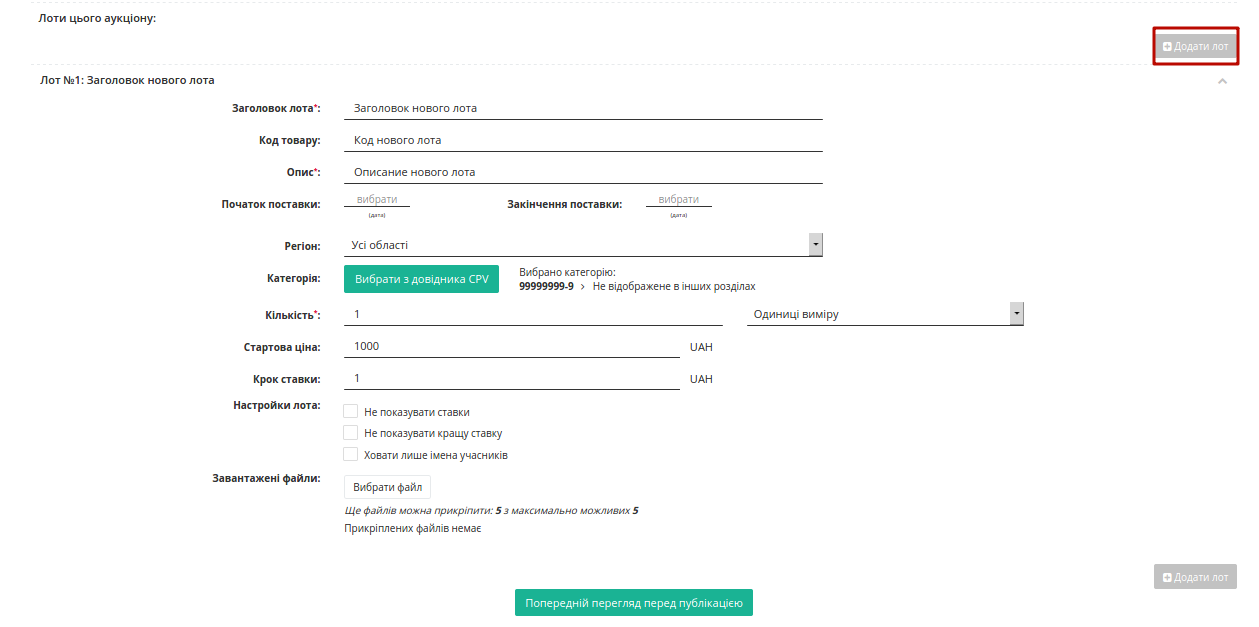 Лоти цього аукціону:
Додати лот
Лот №1: Заголовок нового лота
Заголовок лота*: Заголовок нового лота
Код товару: Код нового лота
Опис*: Описание нового лота
Початок поставки: вибрати Закінчення поставки: вибрати
(дата) (дата)
Регіон: Усі області
Категорія: Вибрати з довідника CPV Вибрано категорію:
99999999-9 › Не відображене в інших розділах
Кількість*: 1 Одиниці виміру
Стартова ціна: 1000 UAH
Крок ставки: 1 UAH
Настройки лота: Не показувати ставки
Не показувати кращу ставку
Ховати лише імена учасників
Завантажені файли: Вибрати файл
Ще файлів можна прикріпити: 5 з максимально можливих 5
Прикріплених файлів немає
Додати лот
Попередній перегляд перед публікацією